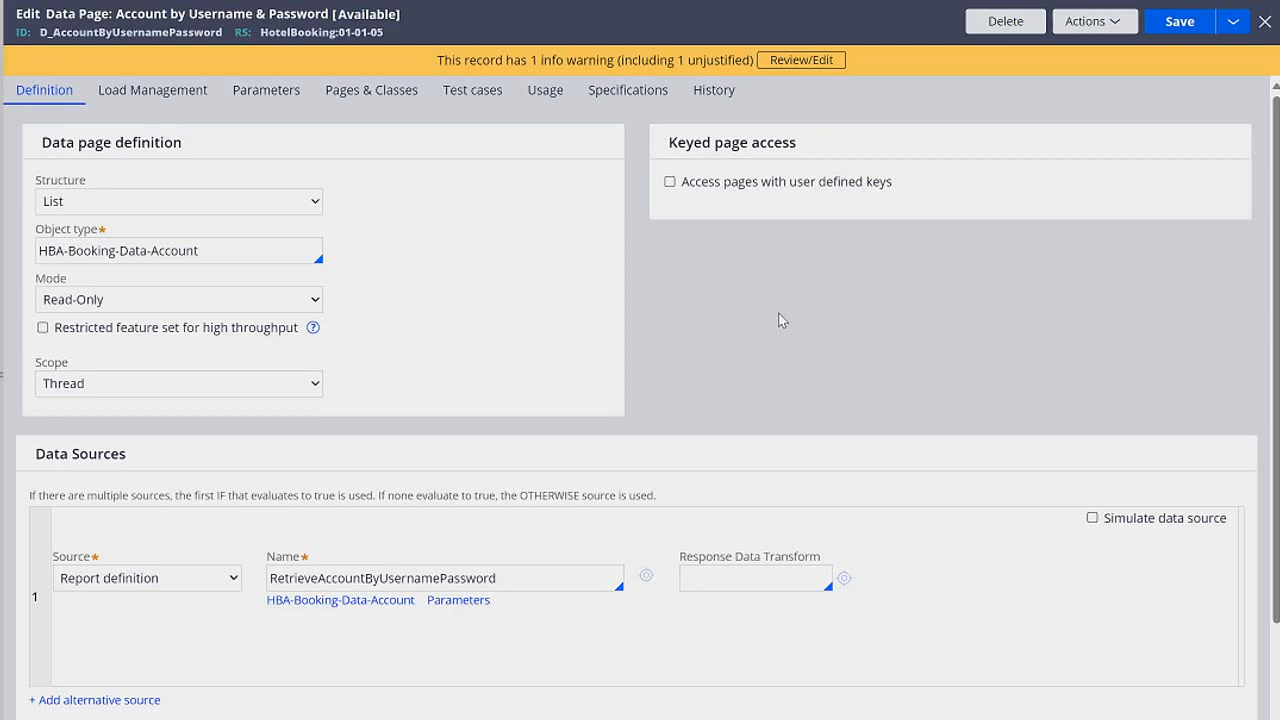 Edit Data Page: Account by Username & Password [Available]
ID: D_AccountByUsernamePassword RS: HotelBooking:01-01-05
Delete Actions Save
This record has 1 info warning (including 1 unjustified) Review/Edit
Definition Load Management Parameters Pages & Classes Test cases Usage Specifications History
Data page definition
Structure
List
Object type★
HBA-Booking-Data-Account
Mode
Read-Only
Restricted feature set for high throughput ?
Scope
Thread
Keyed page access
Access pages with user defined keys
Data Sources
If there are multiple sources, the first IF that evaluates to true is used. If none evaluate to true, the OTHERWISE source is used.
Simulate data source
Source★ Name★ Response Data Transform
Report definition RetrieveAccountByUsernamePassword
1
HBA-Booking-Data-Account Parameters
+ Add alternative source